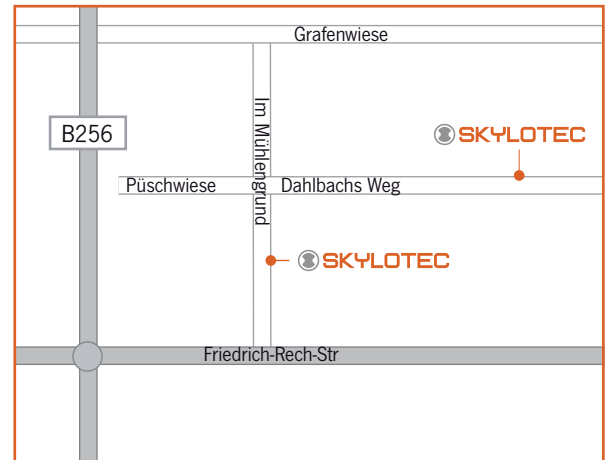 Grafenwiese
Im Mühlengrund
B256
SKYLOTEC
Püschwiese
Dahlbachs Weg
SKYLOTEC
Friedrich-Rech-Str